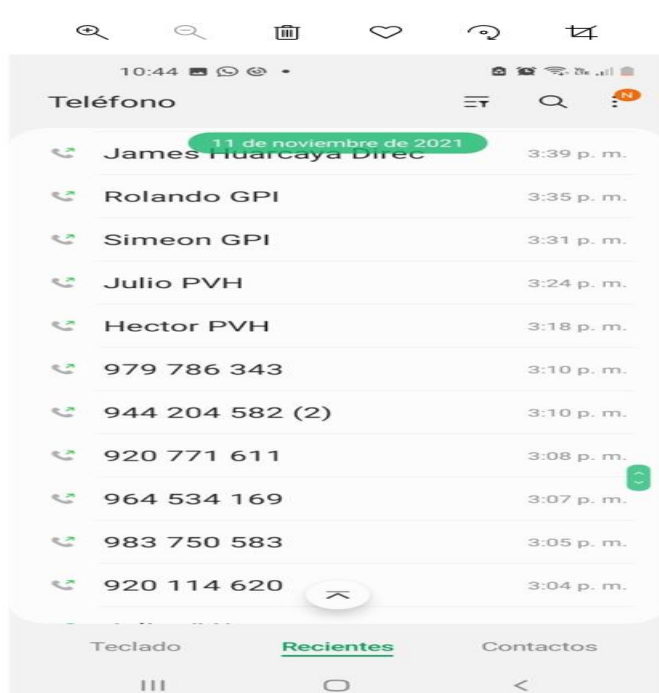 10:44
Teléfono
N
11 de noviembre de 2021
James Huarcaya Direc 3:39 p. m.
Rolando GPI 3:35 p. m.
Simeon GPI 3:31 p. m.
Julio PVH 3:24 p. m.
Hector PVH 3:18 p. m.
979 786 343 3:10 p. m.
944 204 582 (2) 3:10 p. m.
920 771 611 3:08 p. m.
964 534 169 3:07 p. m.
983 750 583 3:05 p. m.
920 114 620 3:04 p. m.
Teclado Recientes Contactos